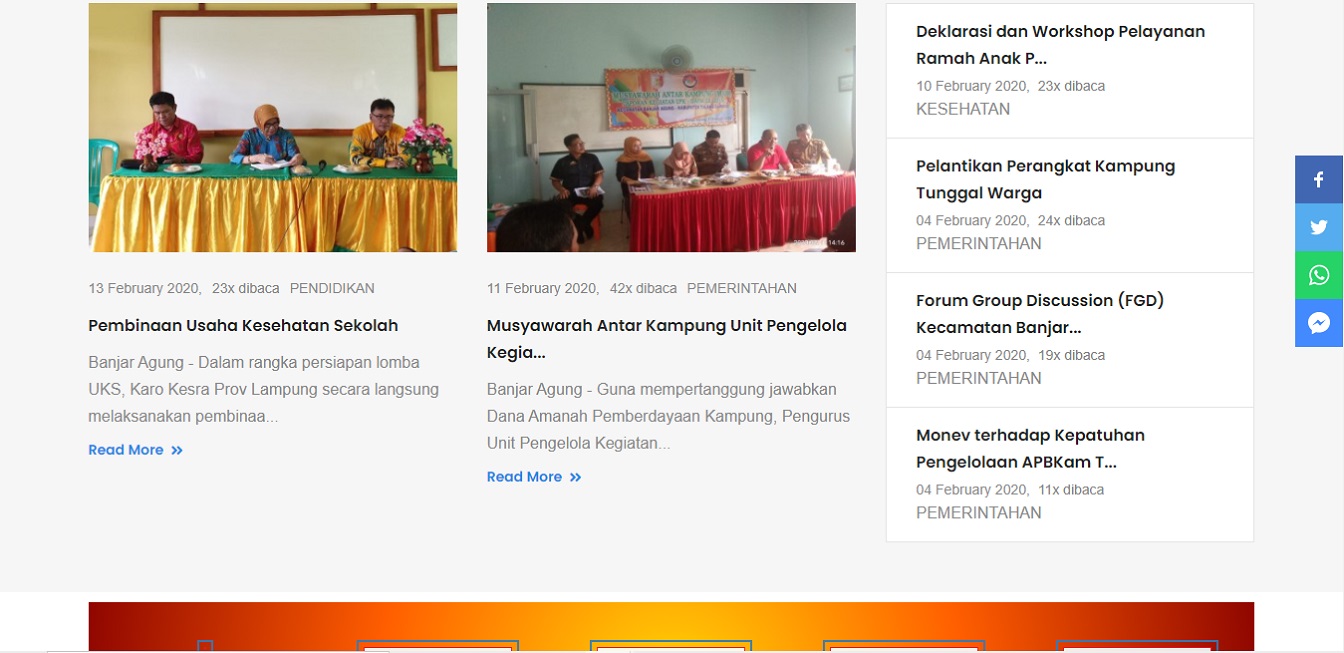 13 February 2020, 23x dibaca PENDIDIKAN
Pembinaan Usaha Kesehatan Sekolah
Banjar Agung - Dalam rangka persiapan lomba
UKS, Karo Kesra Prov Lampung secara langsung
melaksanakan pembinaa...
Read More »
MUSYAWARAH ANTAR KAMPUNG
14:16
11 February 2020, 42x dibaca PEMERINTAHAN
Musyawarah Antar Kampung Unit Pengelola
Kegia...
Banjar Agung - Guna mempertanggung jawabkan
Dana Amanah Pemberdayaan Kampung, Pengurus
Unit Pengelola Kegiatan...
Read More »
Deklarasi dan Workshop Pelayanan
Ramah Anak P...
10 February 2020, 23x dibaca
KESEHATAN
Pelantikan Perangkat Kampung
Tunggal Warga
04 February 2020, 24x dibaca
PEMERINTAHAN
Forum Group Discussion (FGD)
Kecamatan Banjar...
04 February 2020, 19x dibaca
PEMERINTAHAN
Monev terhadap Kepatuhan
Pengelolaan APBKam T...
04 February 2020, 11x dibaca
PEMERINTAHAN